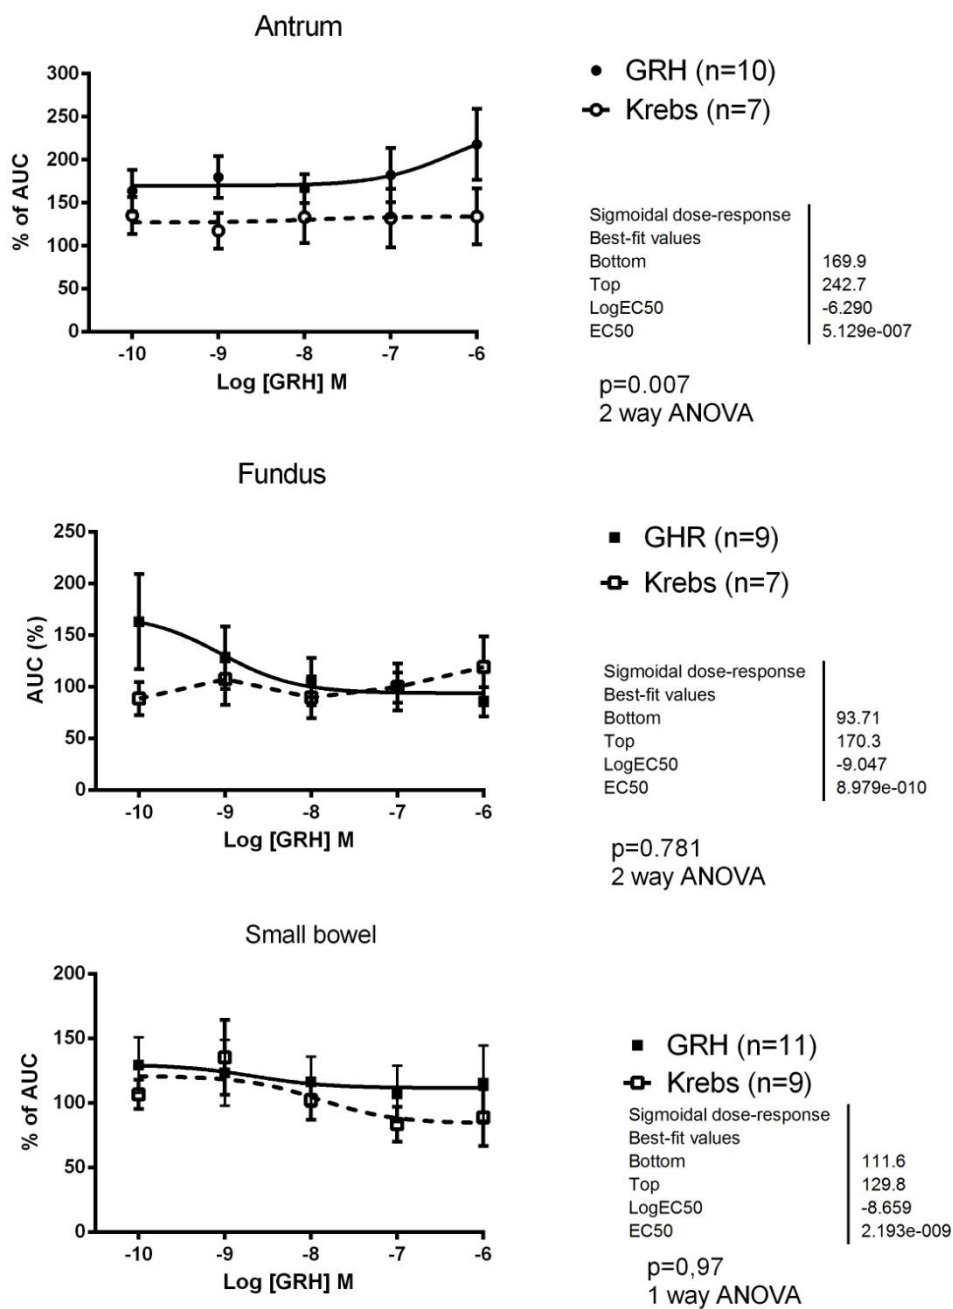 Antrum
300
250
200
150
100
50
0
% of AUC
-10 -9 -8 -7 -6
Log [GRH] M
GRH (n=10)
Krebs (n=7)
Sigmoidal dose-response
Best-fit values
Bottom 169.9
Top 242.7
LogEC50 -6.290
EC50 5.129e-007
p=0.007
2 way ANOVA
Fundus
250
200
150
100
50
0
AUC (%)
-10 -9 -8 -7 -6
Log [GRH] M
GHR (n=9)
Krebs (n=7)
Sigmoidal dose-response
Best-fit values
Bottom 93.71
Top 170.3
LogEC50 -9.047
EC50 8.979e-010
p=0.781
2 way ANOVA
Small bowel
200
150
100
50
0
% of AUC
-10 -9 -8 -7 -6
Log [GRH] M
GRH (n=11)
Krebs (n=9)
Sigmoidal dose-response
Best-fit values
Bottom 111.6
Top 129.8
LogEC50 -8.659
EC50 2.193e-009
p=0,97
1 way ANOVA